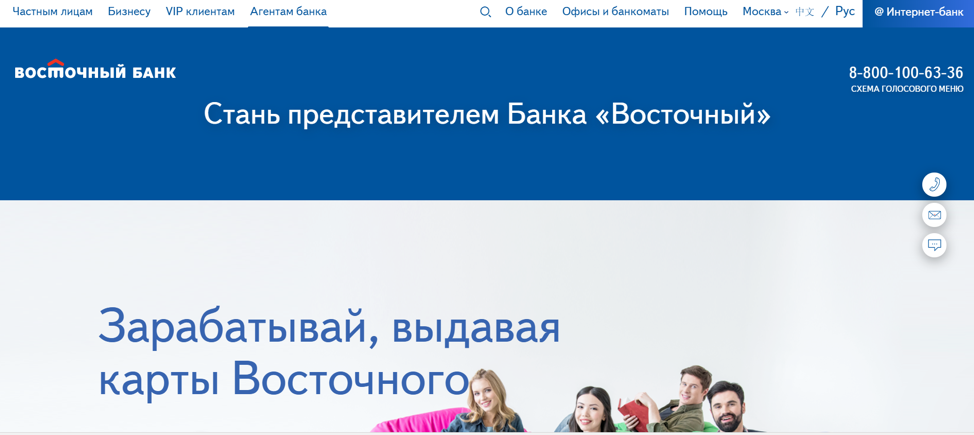 Частным лицам Бизнесу VIP клиентам Агентам банка О банке Офисы и банкоматы Помощь Москва 中文 / Рус @ Интернет-банк
ВОСТОЧНЫЙ БАНК
8-800-100-63-36
СХЕМА ГОЛОСОВОГО МЕНЮ
Стань представителем Банка «Восточный»
Зарабатывай, выдавая
карты Восточного